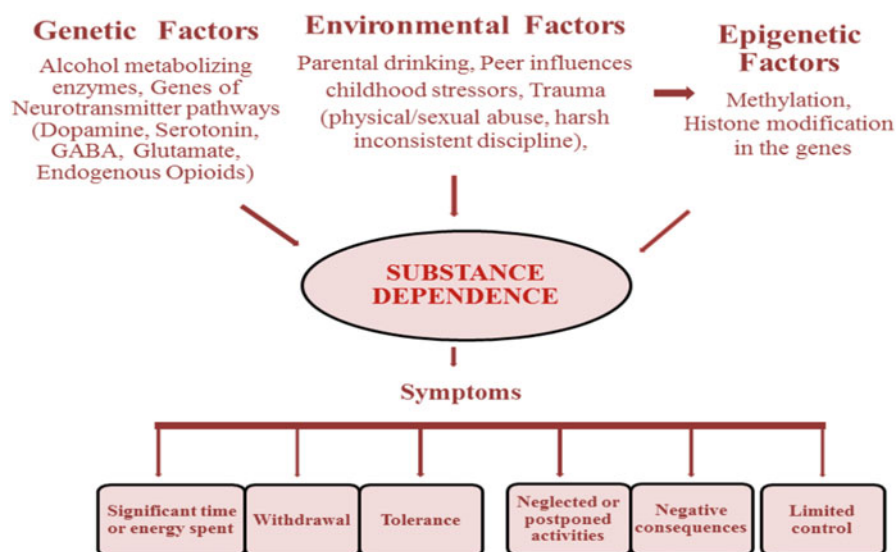 Genetic Factors
Alcohol metabolizing
enzymes, Genes of
Neurotransmitter pathways
(Dopamine, Serotonin,
GABA, Glutamate,
Endogenous Opioids)
Environmental Factors
Parental drinking, Peer influences
childhood stressors, Trauma
(physical/sexual abuse, harsh
inconsistent discipline),
Epigenetic
Factors
Methylation,
Histone modification
in the genes
SUBSTANCE
DEPENDENCE
Symptoms
Significant time
or energy spent
Withdrawal
Tolerance
Neglected or
postponed
activities
Negative
consequences
Limited
control